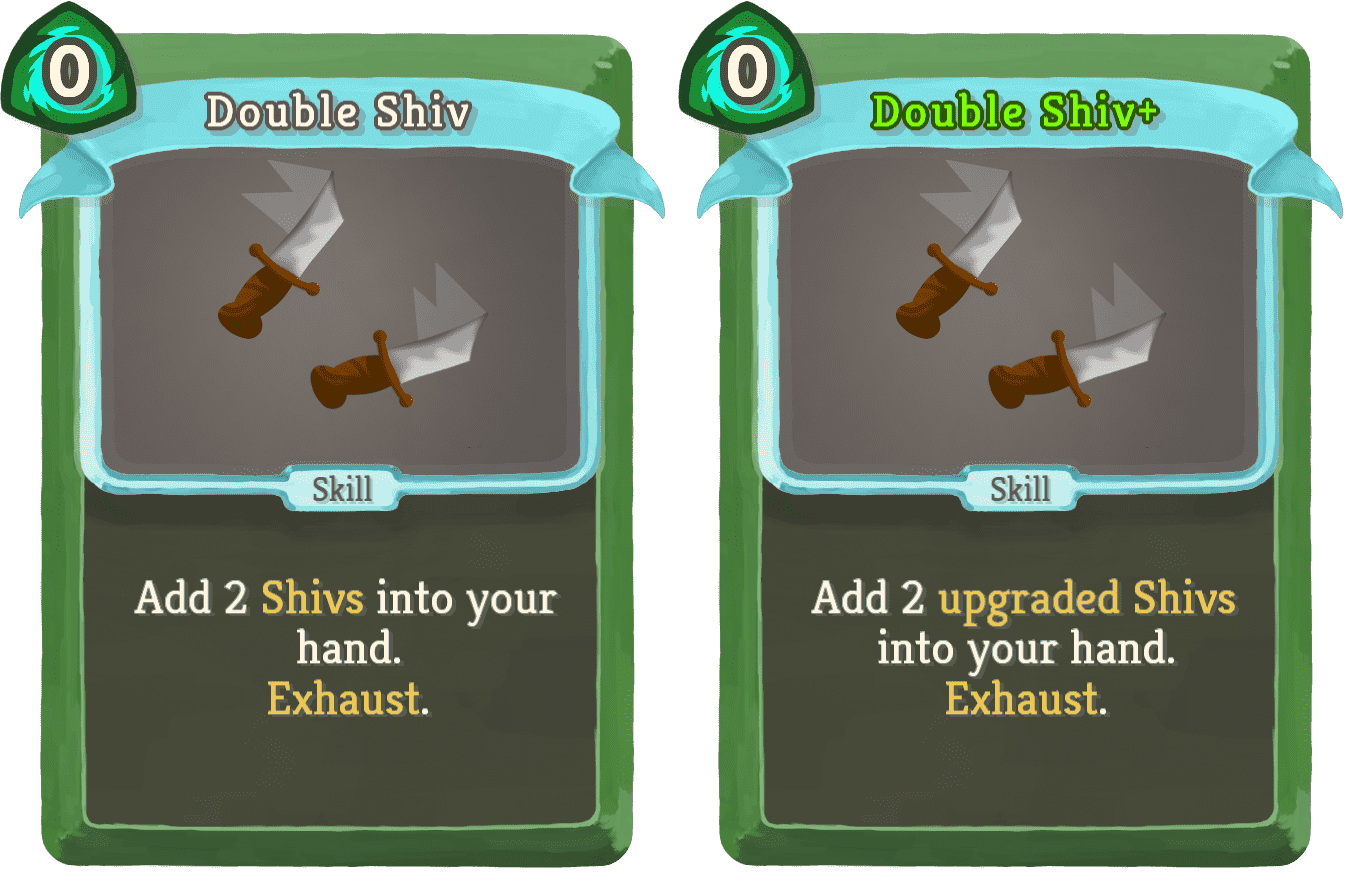 0
Double Shiv
Skill
Add 2 Shivs into your
hand.
Exhaust.
0
Double Shiv+
Skill
Add 2 upgraded Shivs
into your hand.
Exhaust.